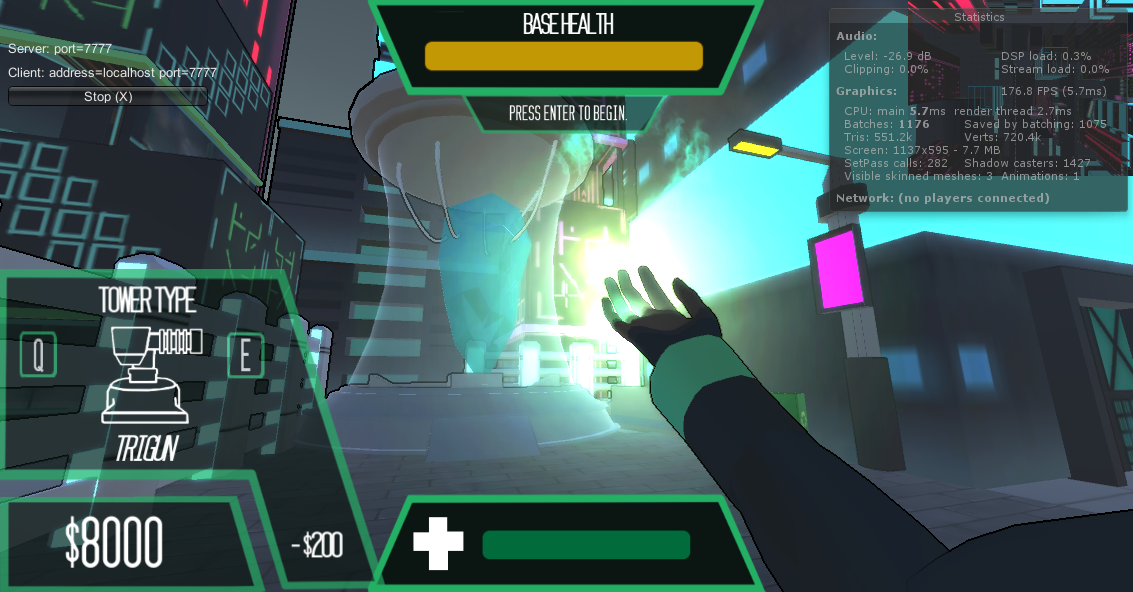 Server: port=7777
Client: address=localhost port=7777
Stop (X)
BASE HEALTH
PRESS ENTER TO BEGIN.
Statistics
Audio:
Level: -26.9 dB DSP load: 0.3%
Clipping: 0.0% Stream load: 0.0%
Graphics: 176.8 FPS (5.7ms)
CPU: main 5.7ms render thread 2.7ms
Batches: 1176 Saved by batching: 1075
Tris: 551.2k Verts: 720.4k
Screen: 1137x595 - 7.7 MB
SetPass calls: 282 Shadow casters: 1427
Visible skinned meshes: 3 Animations: 1
Network: (no players connected)
TOWER TYPE
Q E
TRIGUN
$8000
-$200